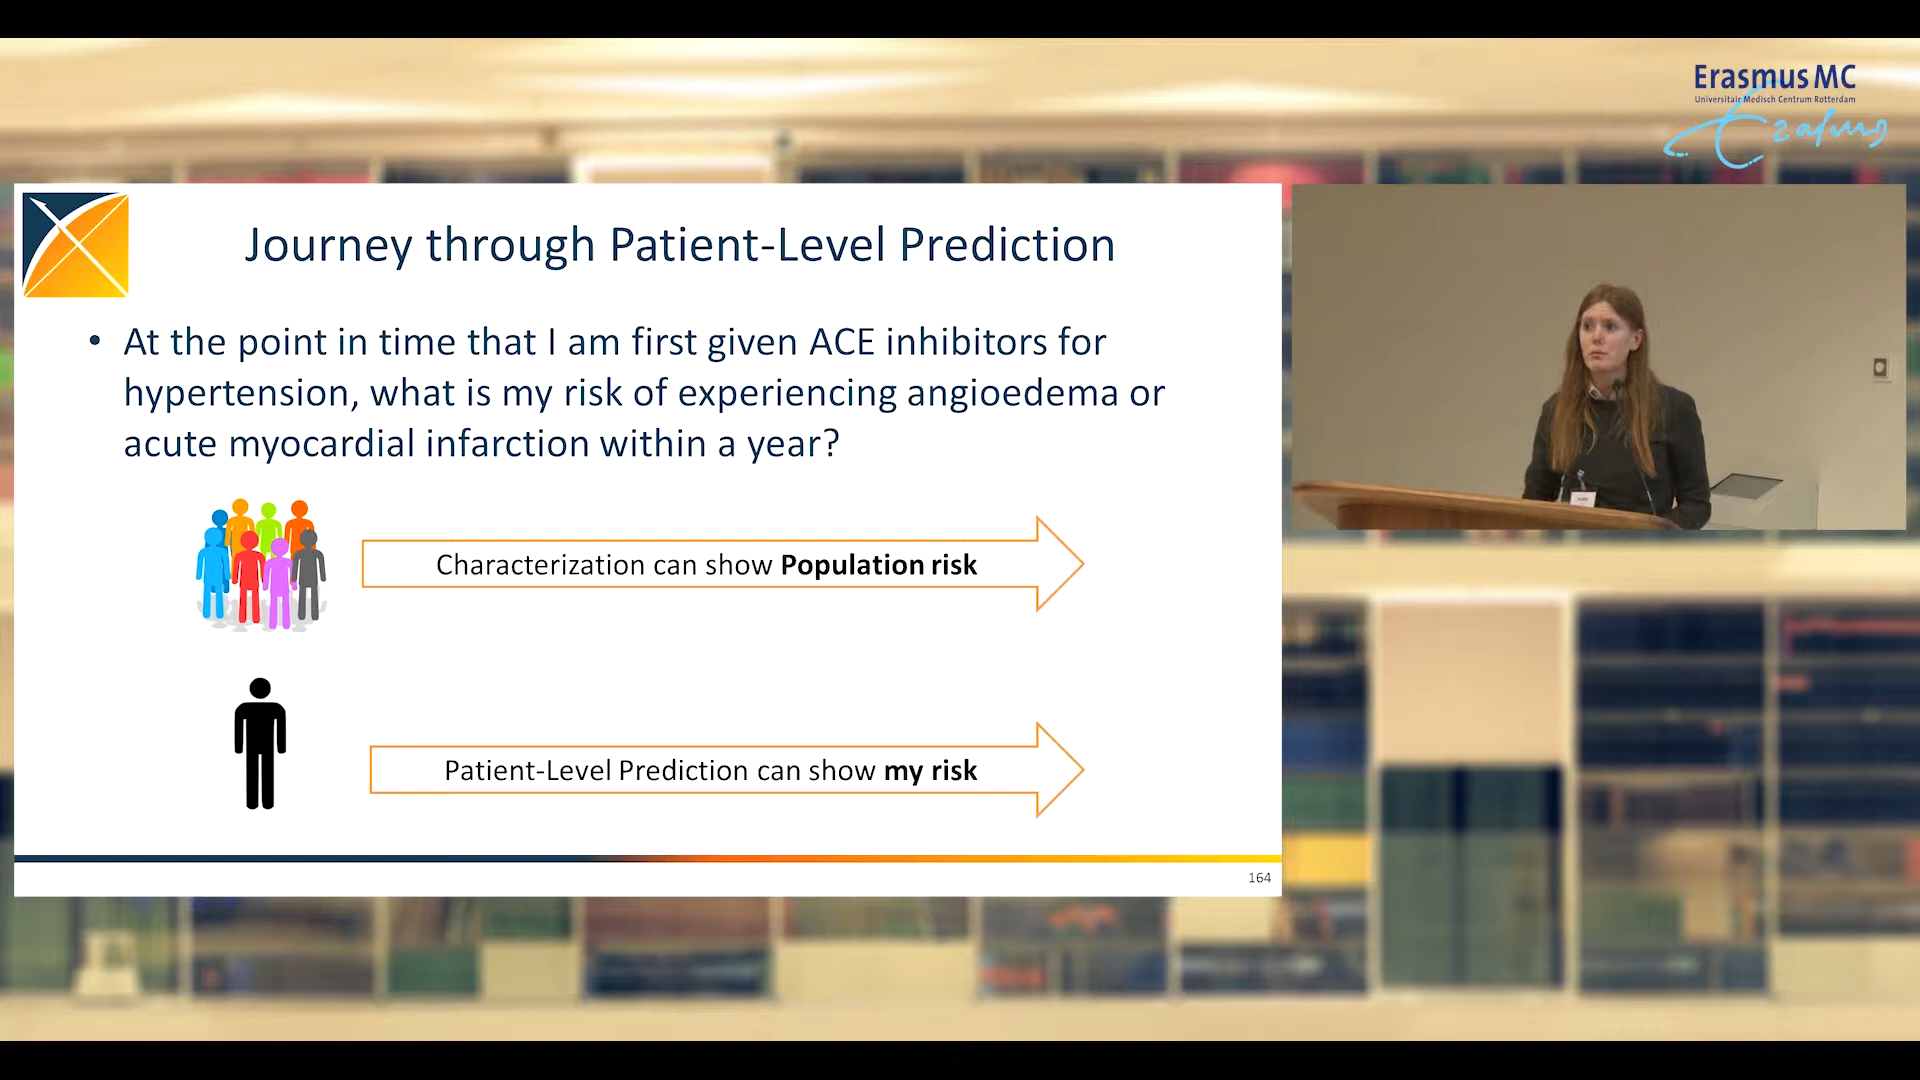 Erasmus MC
Universitair Medisch Centrum Rotterdam
Erasmus
Journey through Patient-Level Prediction
• At the point in time that I am first given ACE inhibitors for
hypertension, what is my risk of experiencing angioedema or
acute myocardial infarction within a year?
Characterization can show Population risk
Patient-Level Prediction can show my risk
164